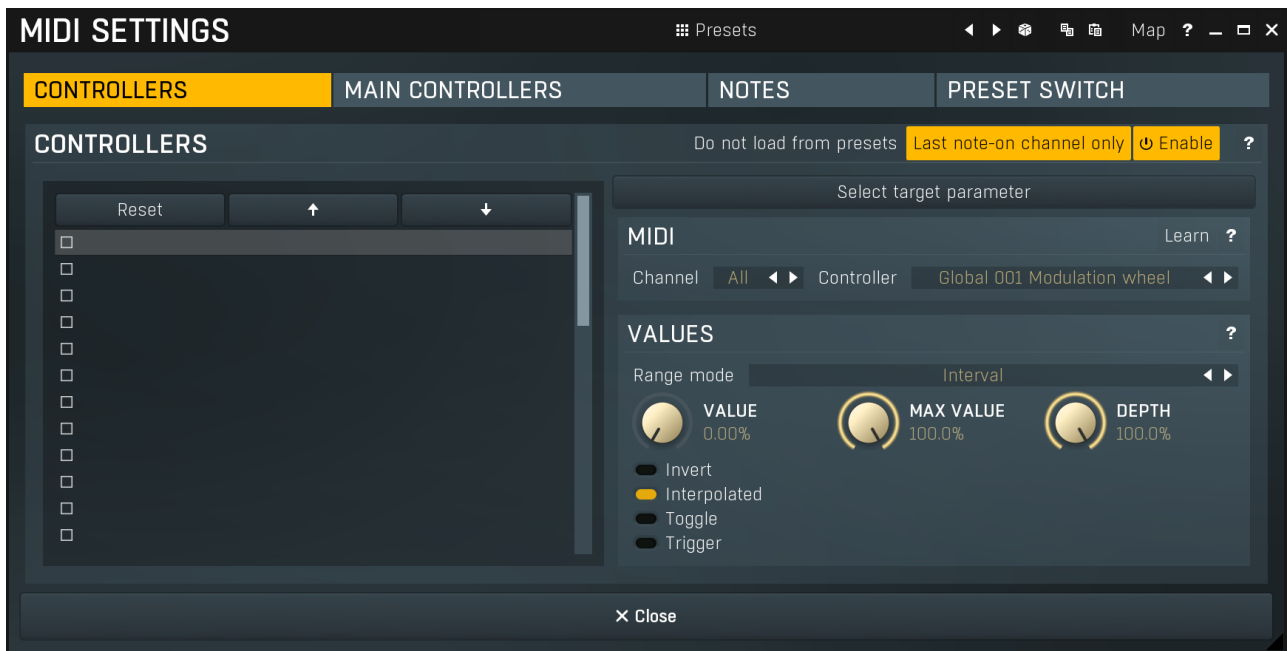 MIDI SETTINGS Presets Map ?
CONTROLLERS MAIN CONTROLLERS NOTES PRESET SWITCH
CONTROLLERS Do not load from presets Last note-on channel only Enable ?
Select target parameter
Reset
MIDI Learn ?
Channel All Controller Global 001 Modulation wheel
VALUES ?
Range mode Interval
VALUE MAX VALUE DEPTH
0.00% 100.0% 100.0%
Invert
Interpolated
Toggle
Trigger
Close